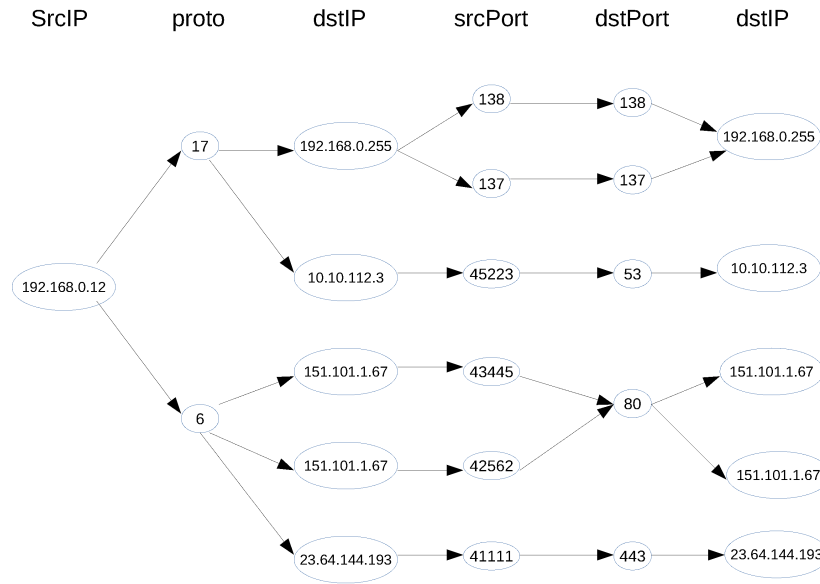 SrcIP proto dstIP srcPort dstPort dstIP
138 138
192.168.0.255
17 192.168.0.255
137 137
10.10.112.3 45223 53 10.10.112.3
192.168.0.12
151.101.1.67 43445 151.101.1.67
80
6
151.101.1.67 42562 151.101.1.67
23.64.144.193 41111 443 23.64.144.193